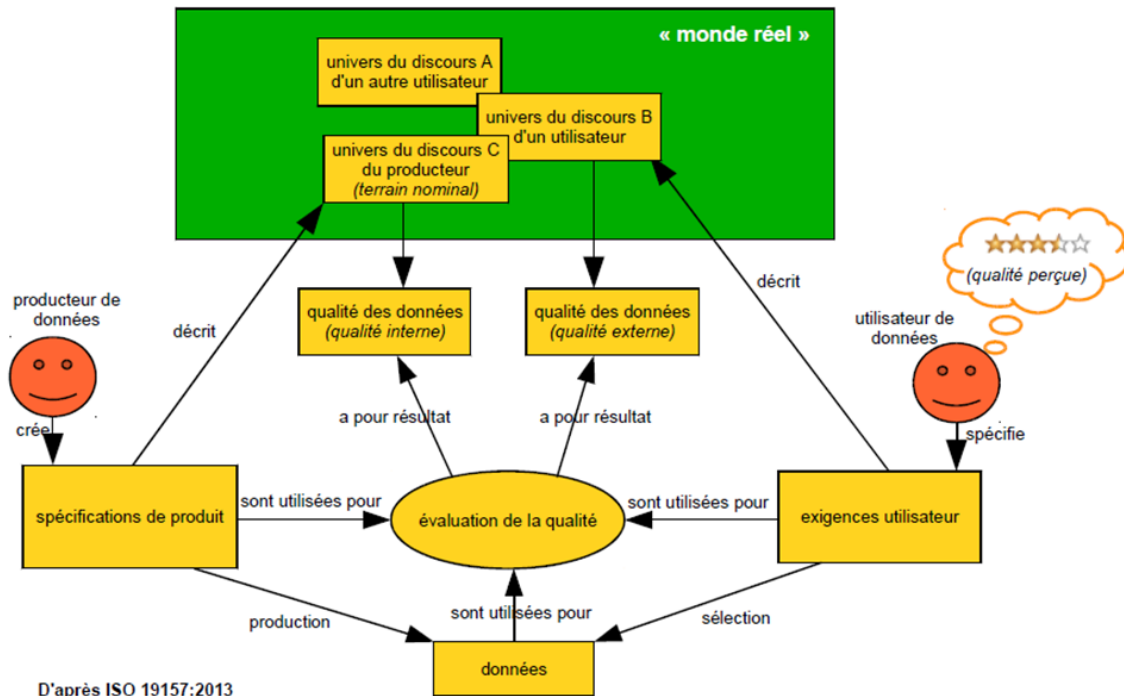 « monde réel »
univers du discours A
d'un autre utilisateur
univers du discours B
d'un utilisateur
univers du discours C
du producteur
(terrain nominal)
producteur de
données
décrit
qualité des données
(qualité interne)
qualité des données
(qualité externe)
décrit
(qualité perçue)
utilisateur de
données
crée
a pour résultat
a pour résultat
spécifie
spécifications de produit
sont utilisées pour
évaluation de la qualité
sont utilisées pour
exigences utilisateur
production
sont utilisées pour
sélection
données
D'après ISO 19157:2013